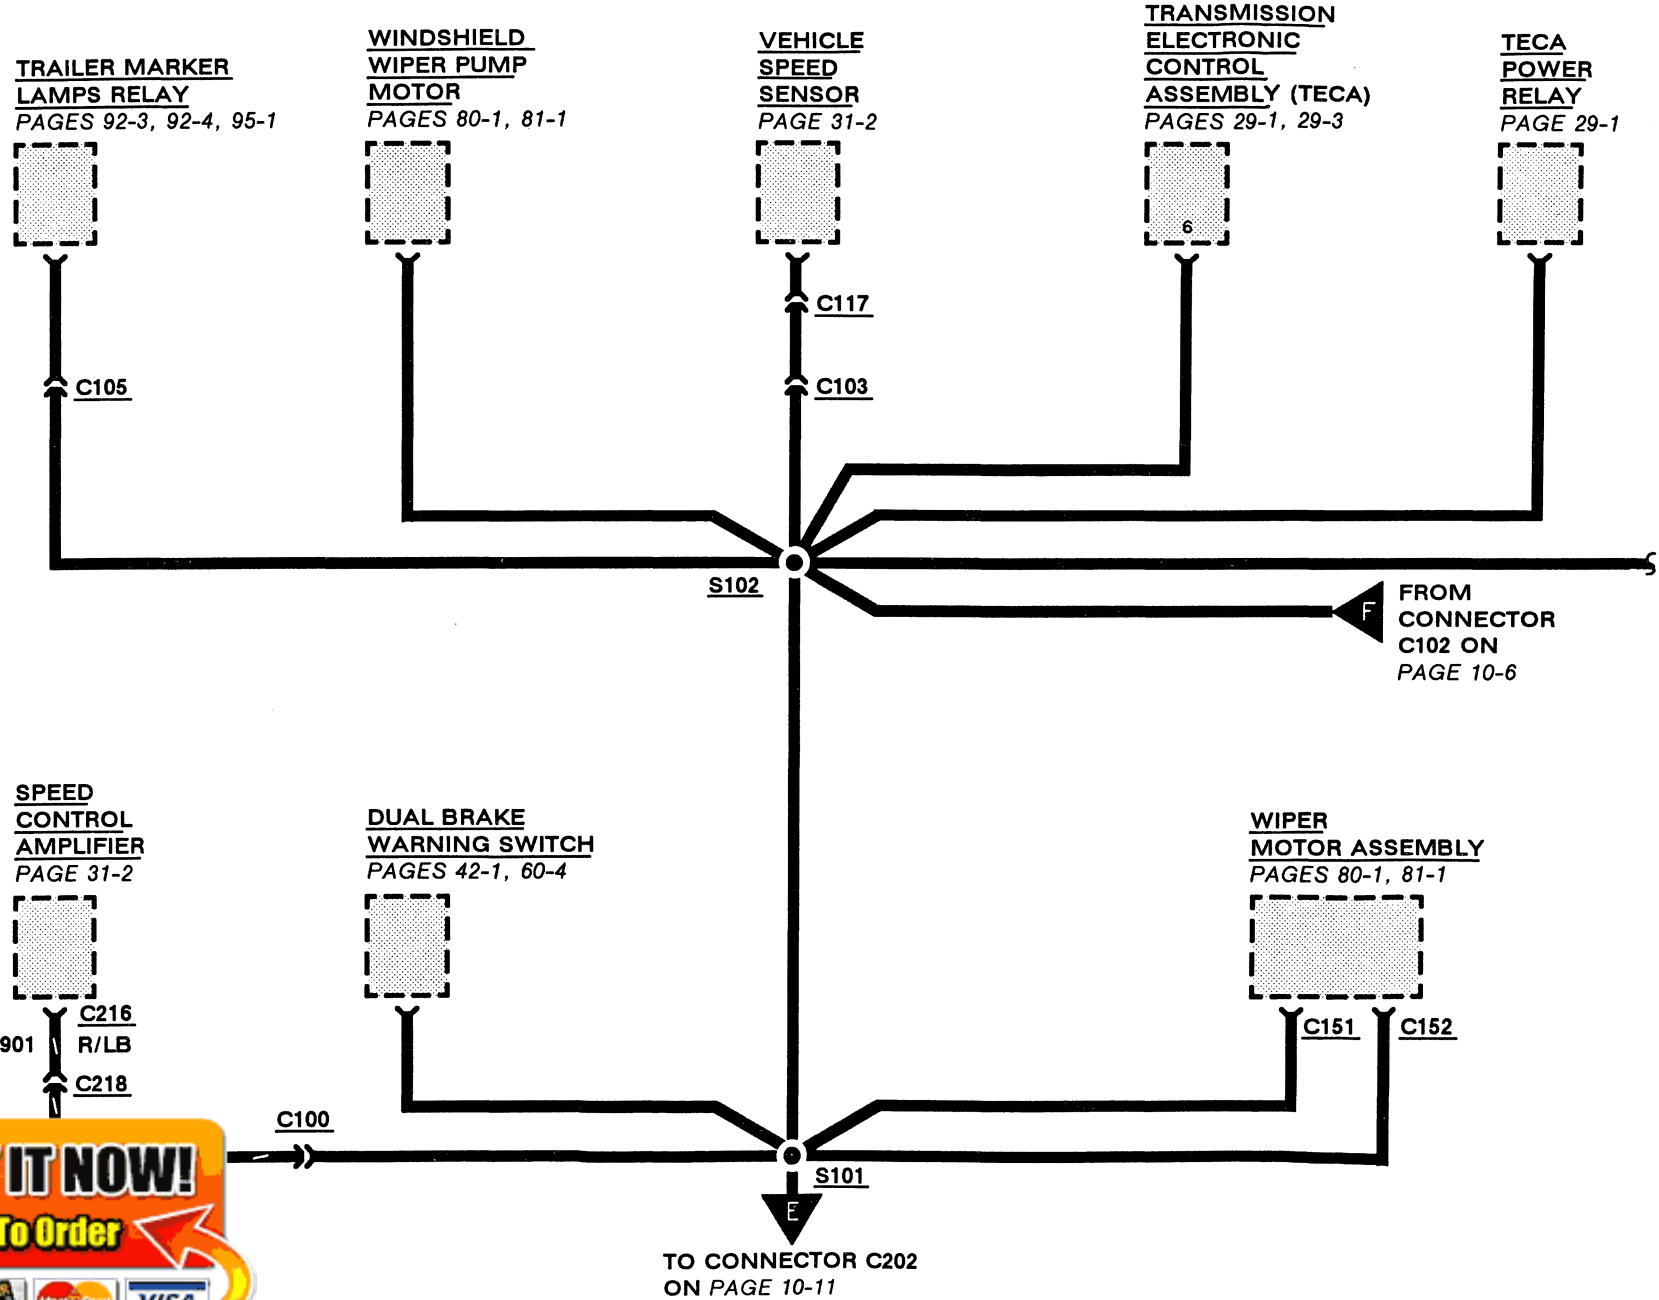 TRAILER MARKER
LAMPS RELAY
PAGES 92-3, 92-4, 95-1
WINDSHIELD
WIPER PUMP
MOTOR
PAGES 80-1, 81-1
VEHICLE
SPEED
SENSOR
PAGE 31-2
TRANSMISSION
ELECTRONIC
CONTROL
ASSEMBLY (TECA)
PAGES 29-1, 29-3
TECA
POWER
RELAY
PAGE 29-1
6
C117
C105
C103
S102
F
FROM
CONNECTOR
C102 ON
PAGE 10-6
SPEED
CONTROL
AMPLIFIER
PAGE 31-2
DUAL BRAKE
WARNING SWITCH
PAGES 42-1, 60-4
WIPER
MOTOR ASSEMBLY
PAGES 80-1, 81-1
C216
901 R/LB
C218
C151 C152
C100
S101
E
TO CONNECTOR C202
ON PAGE 10-11
IT NOW!
To Order
VISA